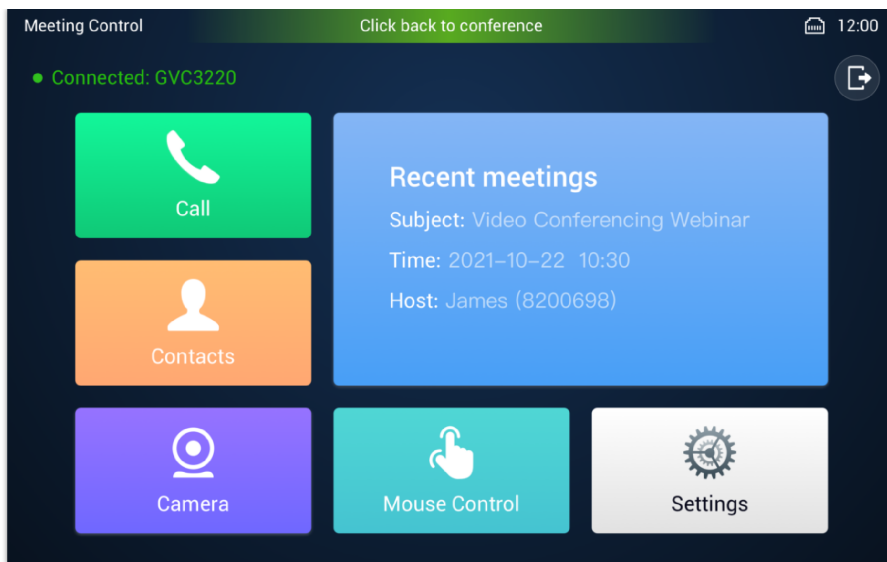 Meeting Control
Click back to conference
12:00
Connected: GVC3220
Call
Recent meetings
Subject: Video Conferencing Webinar
Time: 2021-10-22 10:30
Host: James (8200698)
Contacts
Camera
Mouse Control
Settings